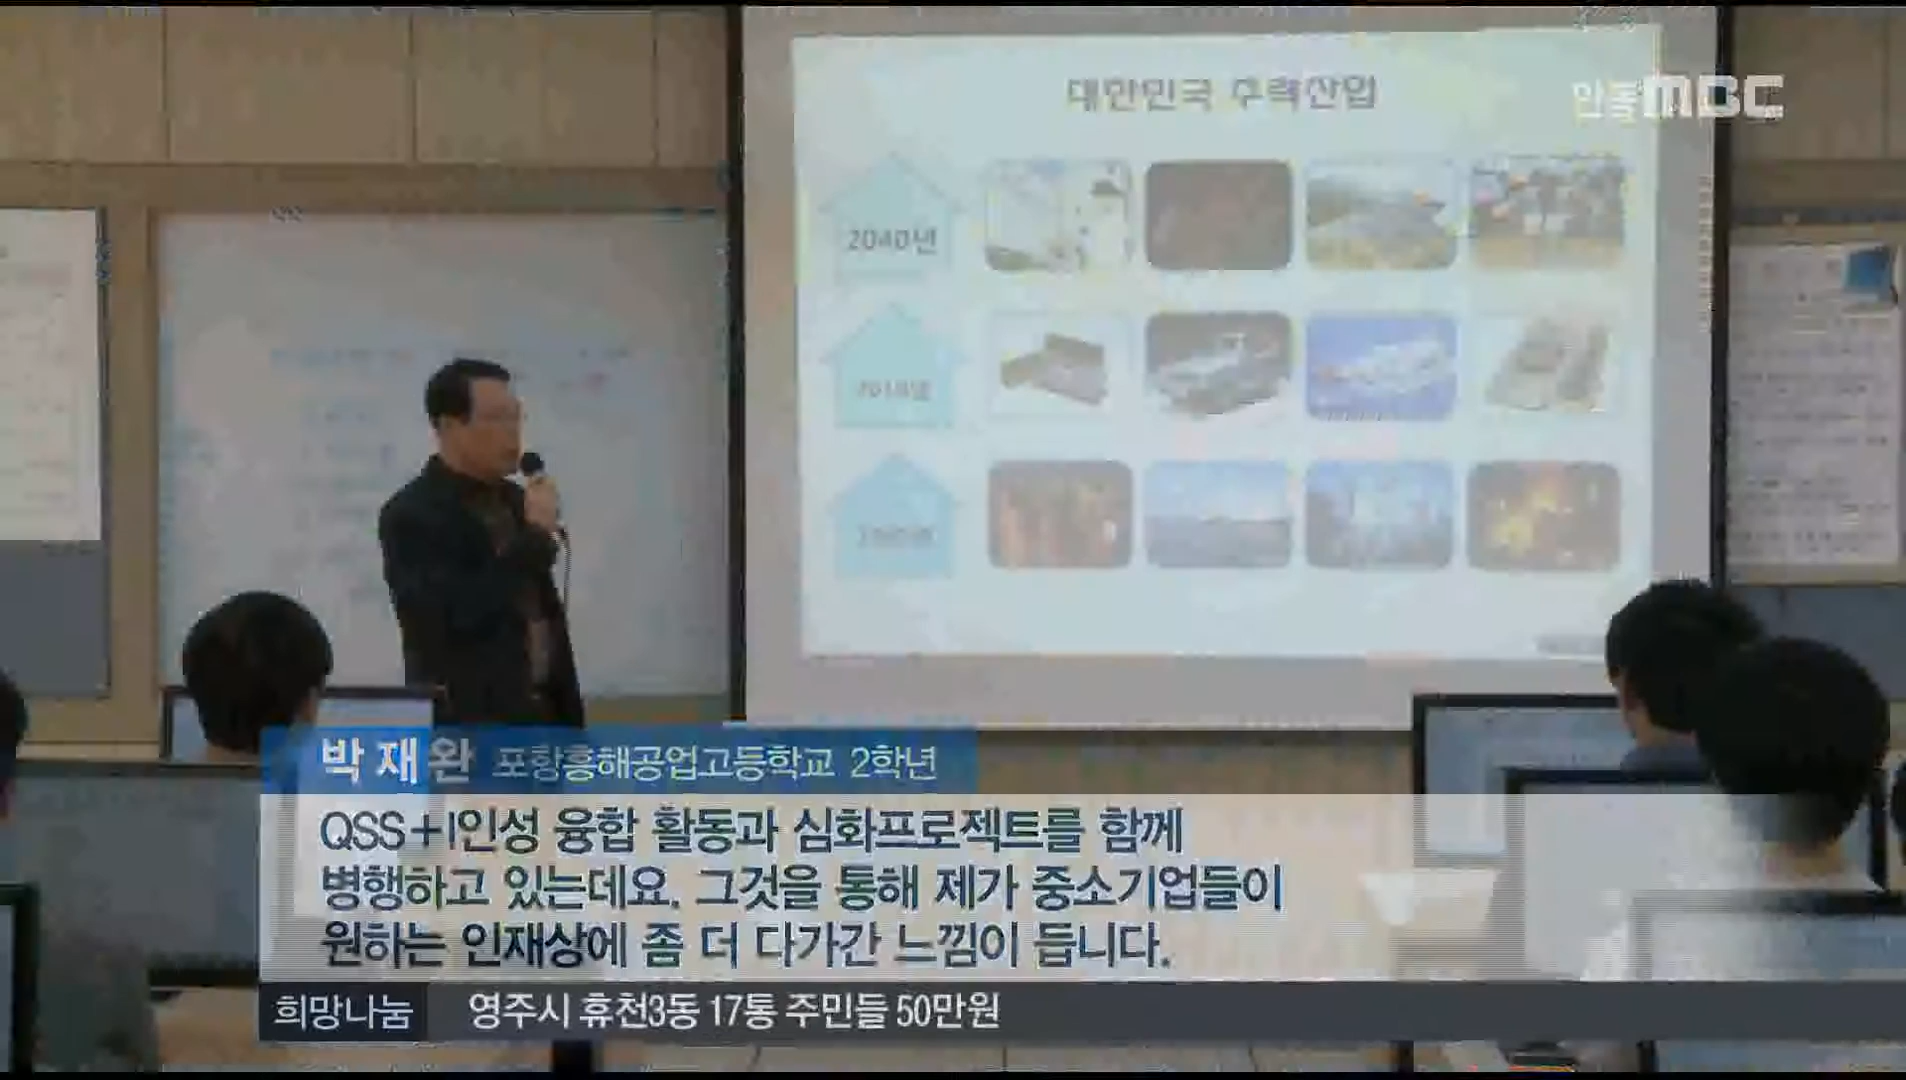 대한민국 주력산업
안동MBC
2040년
박재완 포항흥해공업고등학교 2학년
QSS+I인성 융합 활동과 심화프로젝트를 함께
병행하고 있는데요. 그것을 통해 제가 중소기업들이
원하는 인재상에 좀 더 다가간 느낌이 듭니다.
희망나눔 영주시 휴천3동 17통 주민들 50만원